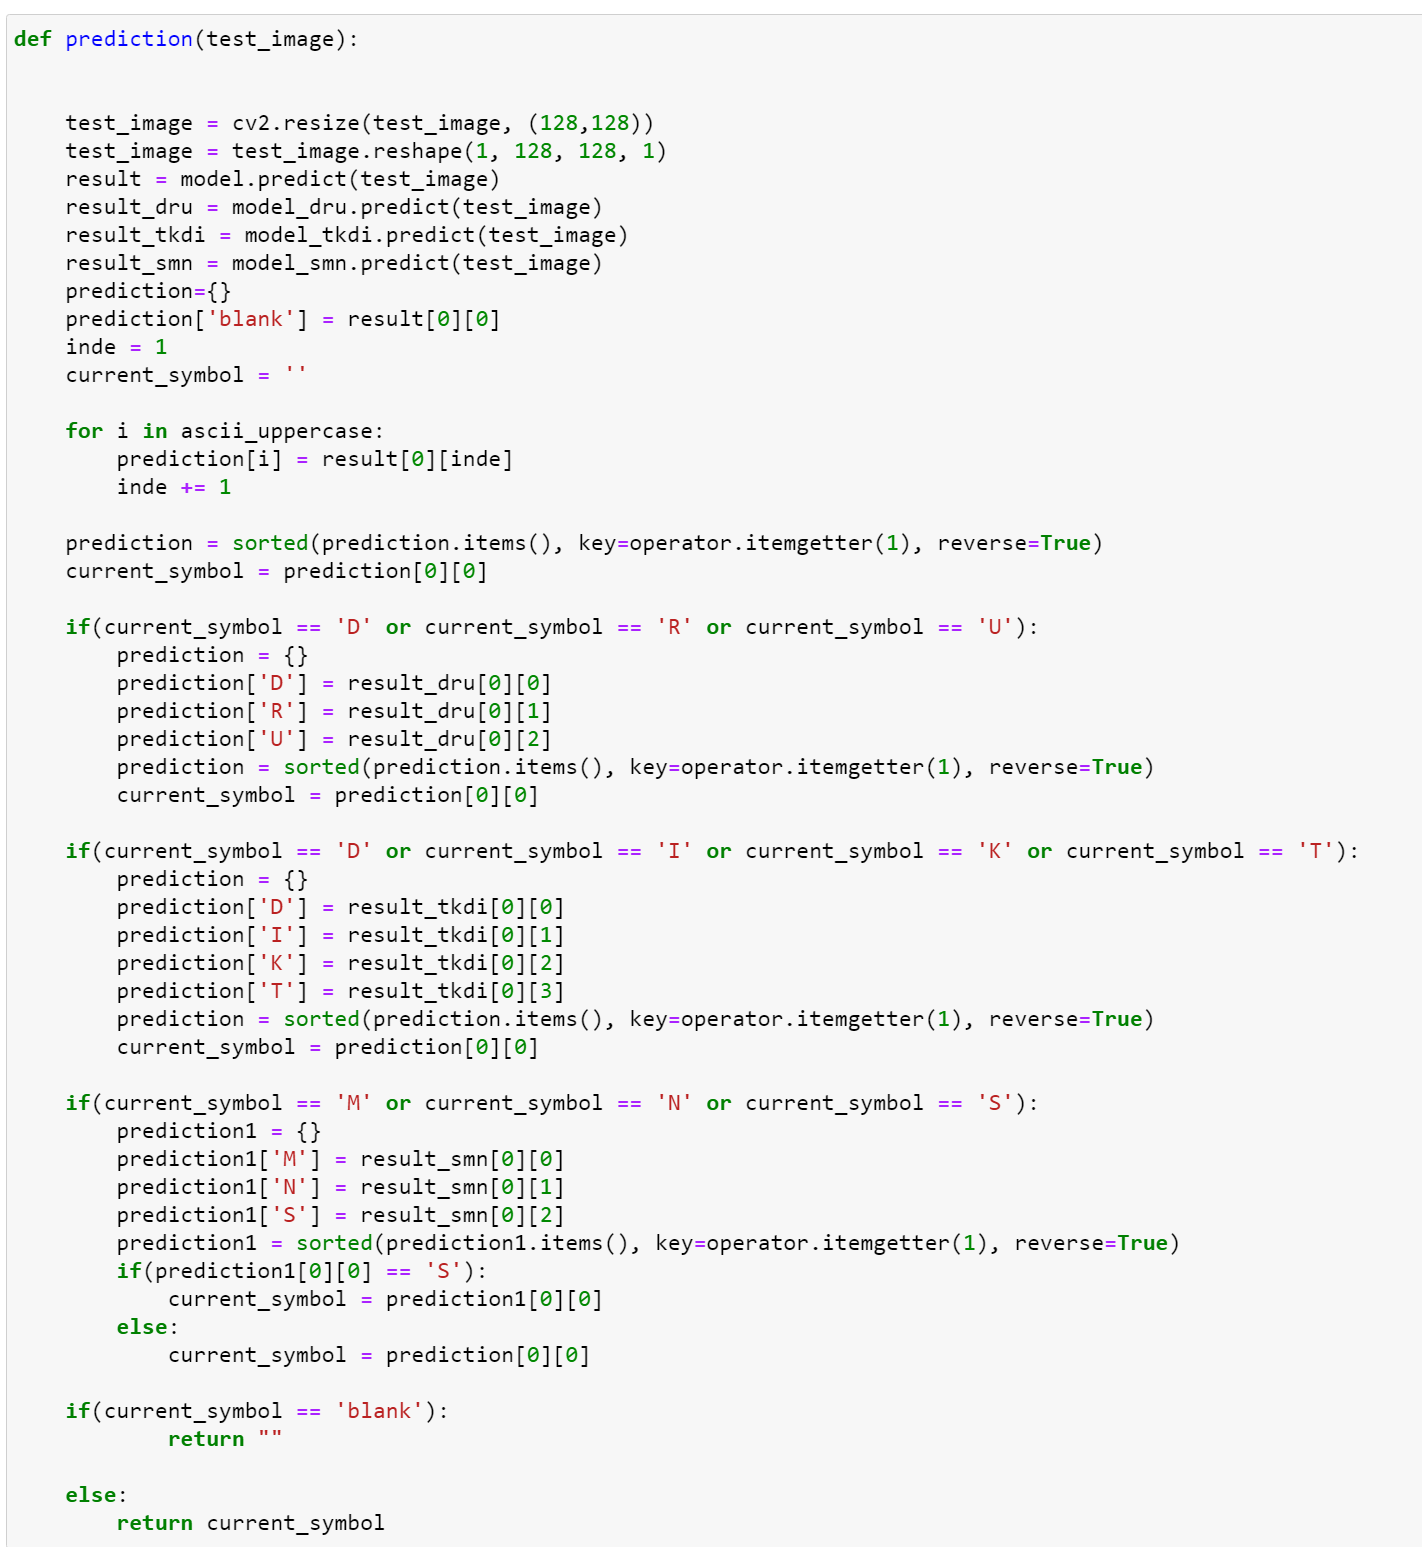 def prediction(test_image):
    test_image = cv2.resize(test_image, (128,128))
    test_image = test_image.reshape(1, 128, 128, 1)
    result = model.predict(test_image)
    result_dru = model_dru.predict(test_image)
    result_tkdi = model_tkdi.predict(test_image)
    result_smn = model_smn.predict(test_image)
    prediction={}
    prediction['blank'] = result[0][0]
    inde = 1
    current_symbol = ''
    for i in ascii_uppercase:
        prediction[i] = result[0][inde]
        inde += 1
    prediction = sorted(prediction.items(), key=operator.itemgetter(1), reverse=True)
    current_symbol = prediction[0][0]
    if(current_symbol == 'D' or current_symbol == 'R' or current_symbol == 'U'):
        prediction = {}
        prediction['D'] = result_dru[0][0]
        prediction['R'] = result_dru[0][1]
        prediction['U'] = result_dru[0][2]
        prediction = sorted(prediction.items(), key=operator.itemgetter(1), reverse=True)
        current_symbol = prediction[0][0]
    if(current_symbol == 'D' or current_symbol == 'I' or current_symbol == 'K' or current_symbol == 'T'):
        prediction = {}
        prediction['D'] = result_tkdi[0][0]
        prediction['I'] = result_tkdi[0][1]
        prediction['K'] = result_tkdi[0][2]
        prediction['T'] = result_tkdi[0][3]
        prediction = sorted(prediction.items(), key=operator.itemgetter(1), reverse=True)
        current_symbol = prediction[0][0]
    if(current_symbol == 'M' or current_symbol == 'N' or current_symbol == 'S'):
        prediction1 = {}
        prediction1['M'] = result_smn[0][0]
        prediction1['N'] = result_smn[0][1]
        prediction1['S'] = result_smn[0][2]
        prediction1 = sorted(prediction1.items(), key=operator.itemgetter(1), reverse=True)
        if(prediction1[0][0] == 'S'):
            current_symbol = prediction1[0][0]
        else:
            current_symbol = prediction[0][0]
    if(current_symbol == 'blank'):
            return ""
    else:
        return current_symbol